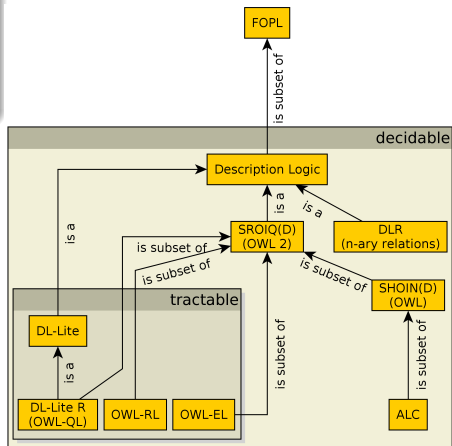 FOPL
is subset of
decidable
Description Logic
is a
is a
is a
SROIQ(D)
(OWL 2)
DLR
(n-ary relations)
is subset of
is subset of
is subset of
SHOIN(D)
(OWL)
tractable
DL-Lite
is subset of
is subset of
is a
DL-Lite R
(OWL-QL)
OWL-RL
OWL-EL
ALC